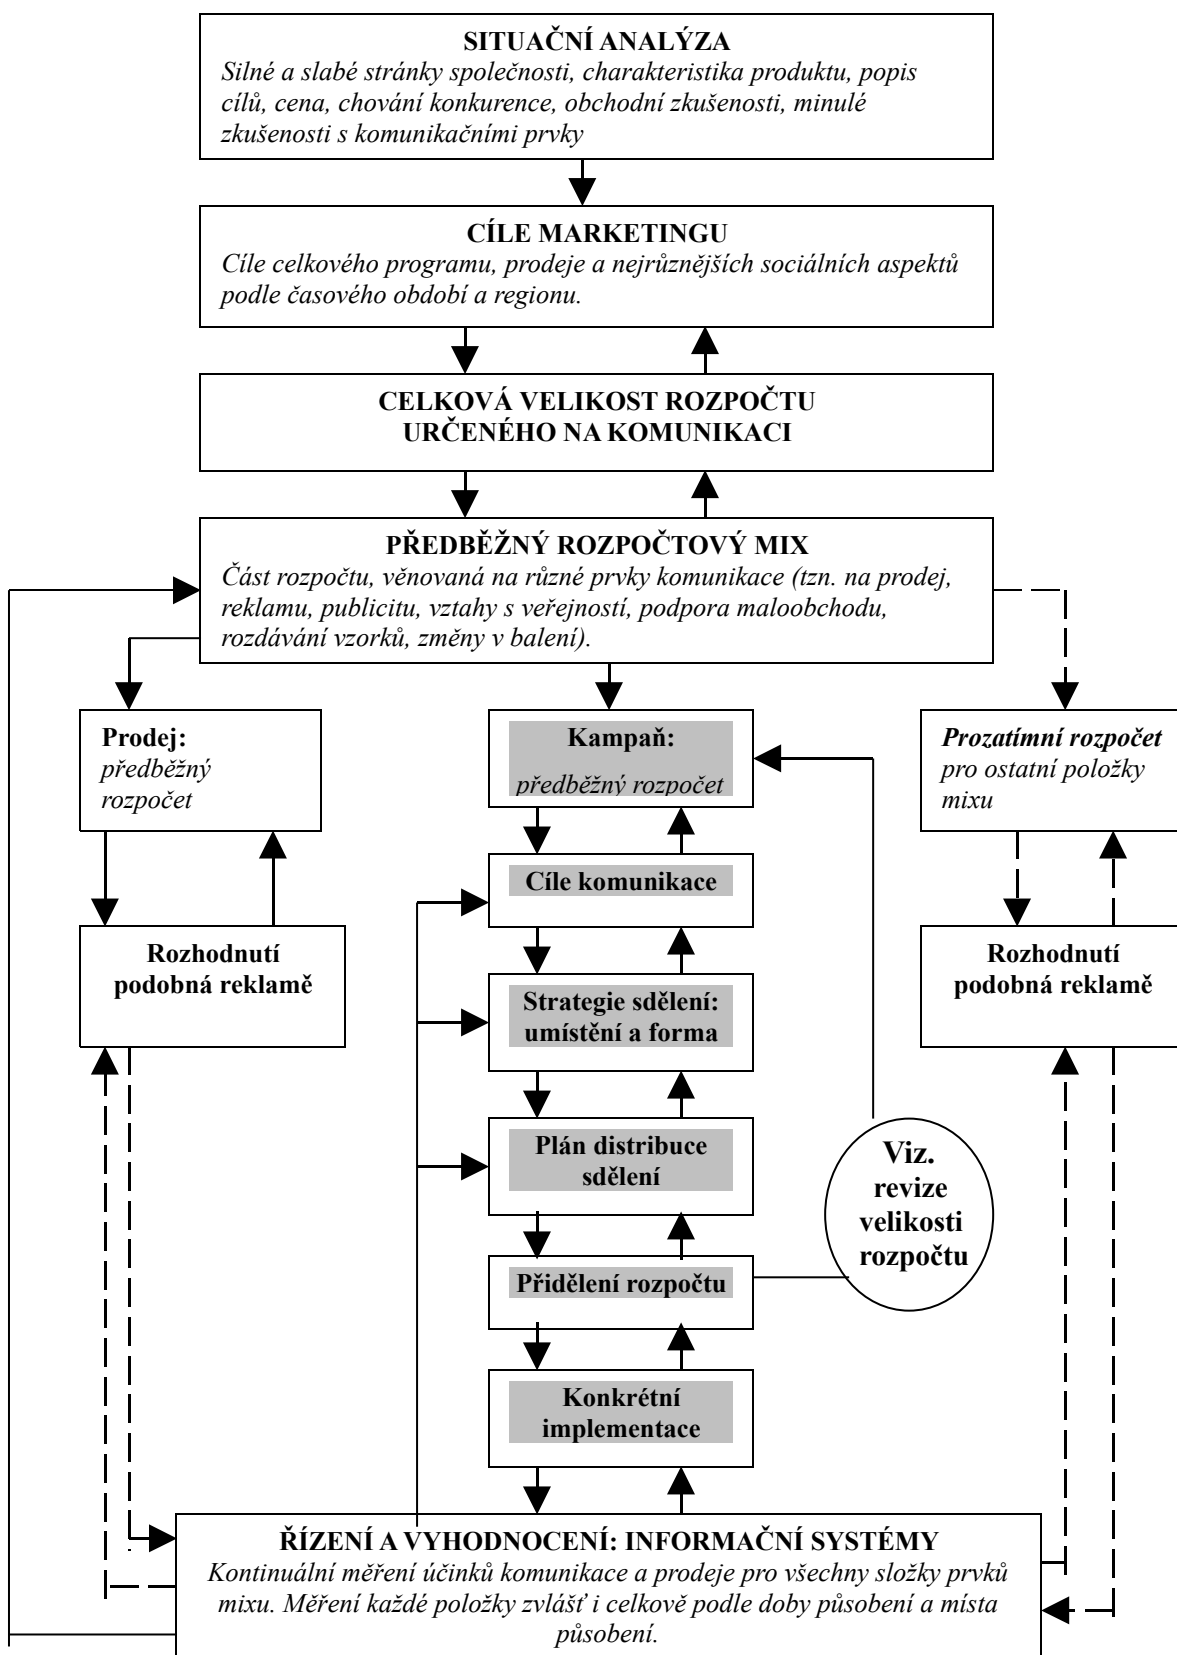 SITUAČNÍ ANALÝZA
Silné a slabé stránky společnosti, charakteristika produktu, popis
cílů, cena, chování konkurence, obchodní zkušenosti, minulé
zkušenosti s komunikačními prvky
CÍLE MARKETINGU
Cíle celkového programu, prodeje a nejrůznějších sociálních aspektů
podle časového období a regionu.
CELKOVÁ VELIKOST ROZPOČTU
URČENÉHO NA KOMUNIKACI
PŘEDBĚŽNÝ ROZPOČTOVÝ MIX
Část rozpočtu, věnovaná na různé prvky komunikace (tzn. na prodej,
reklamu, publicitu, vztahy s veřejností, podpora maloobchodu,
rozdávání vzorků, změny v balení).
Prodej:
předběžný
rozpočet
Kampaň:
předběžný rozpočet
Prozatímní rozpočet
pro ostatní položky
mixu
Cíle komunikace
Rozhodnutí
podobná reklamě
Strategie sdělení:
umístění a forma
Rozhodnutí
podobná reklamě
Plán distribuce
sdělení
Viz.
revize
velikosti
rozpočtu
Přidělení rozpočtu
Konkrétní
implementace
ŘÍZENÍ A VYHODNOCENÍ: INFORMAČNÍ SYSTÉMY
Kontinuální měření účinků komunikace a prodeje pro všechny složky prvků
mixu. Měření každé položky zvlášť i celkově podle doby působení a místa
působení.